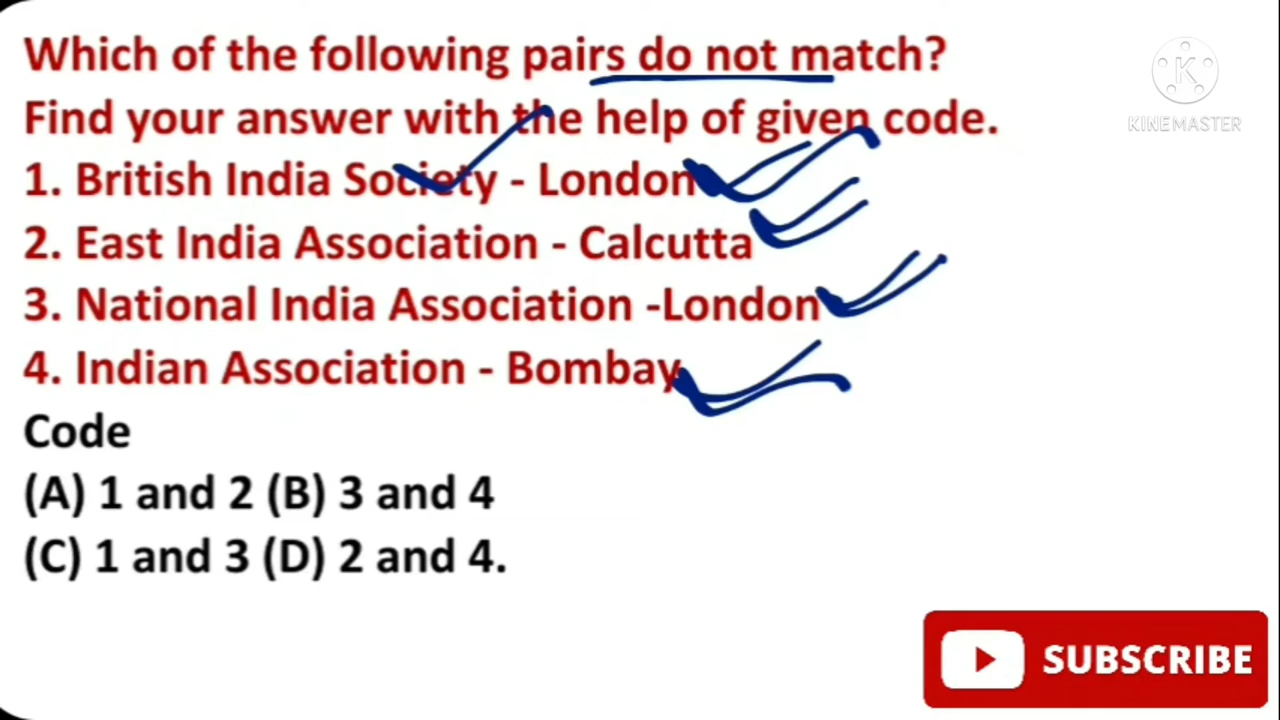 Which of the following pairs do not match?
Find your answer with the help of given code.
1. British India Society - London
2. East India Association - Calcutta
3. National India Association -London
4. Indian Association - Bombay
Code
(A) 1 and 2 (B) 3 and 4
(C) 1 and 3 (D) 2 and 4.
K
KINEMASTER
SUBSCRIBE